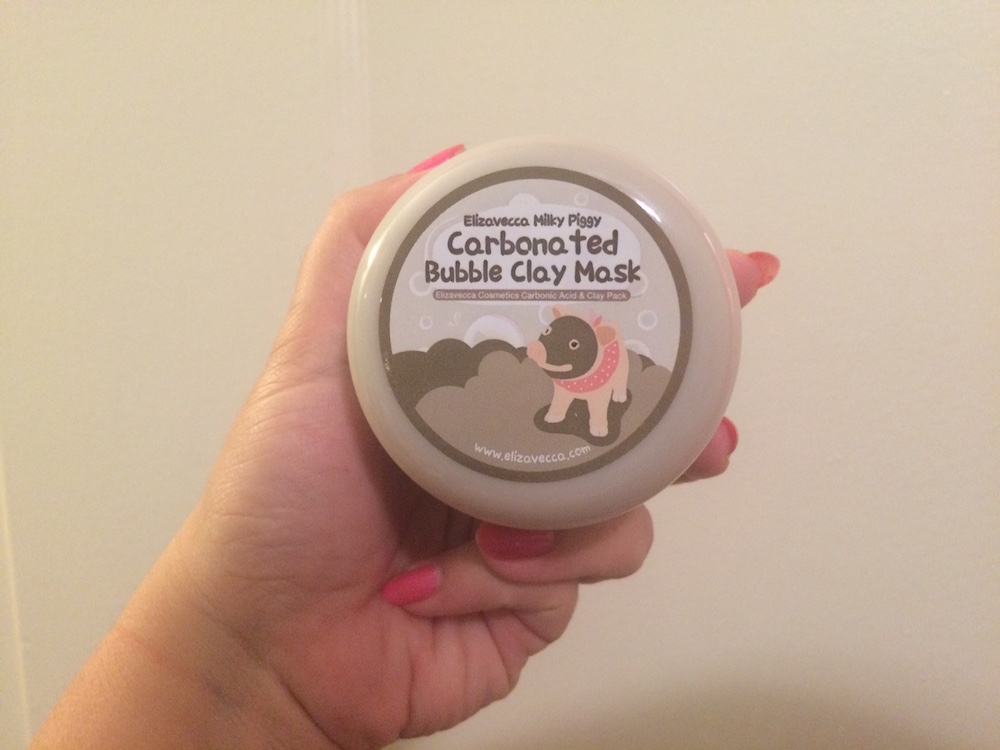 Elizavecca Milky Piggy
Carbonated
Bubble Clay Mask
Elizavecca Cosmetics Carbonic Acid & Clay Pack
www.elizavecca.com